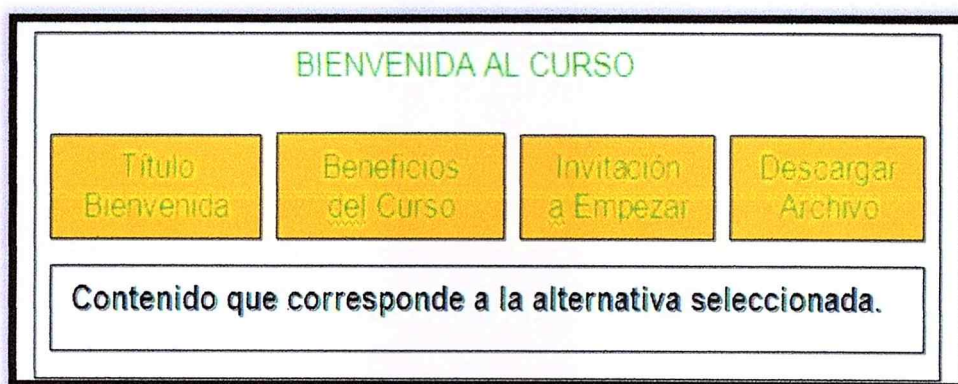 BIENVENIDA AL CURSO
Título
Bienvenida
Beneficios
del Curso
Invitación
a Empezar
Descargar
Archivo
Contenido que corresponde a la alternativa seleccionada.